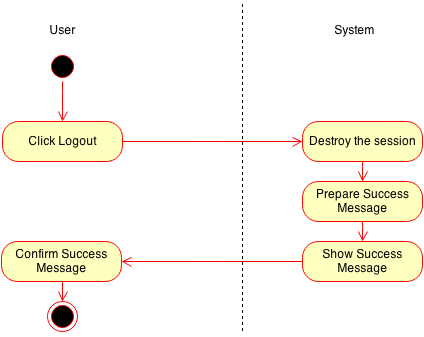 User
System
Click Logout
Destroy the session
Prepare Success
Message
Confirm Success
Message
Show Success
Message